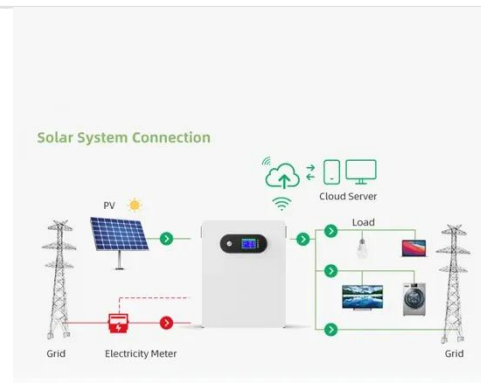 Solar System Connection
Cloud Server
PV
Load
Grid
Electricity Meter
Grid